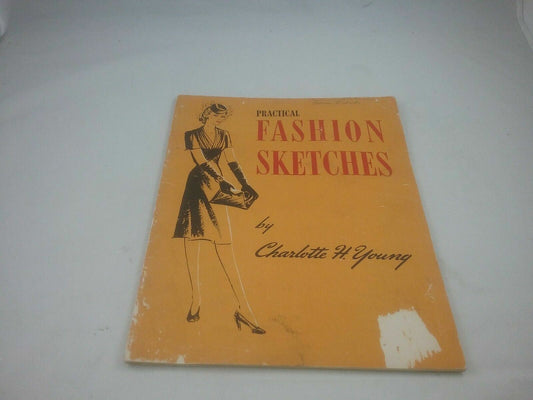 PRACTICAL
FASHION
SKETCHES
by
Charlotte H. Young